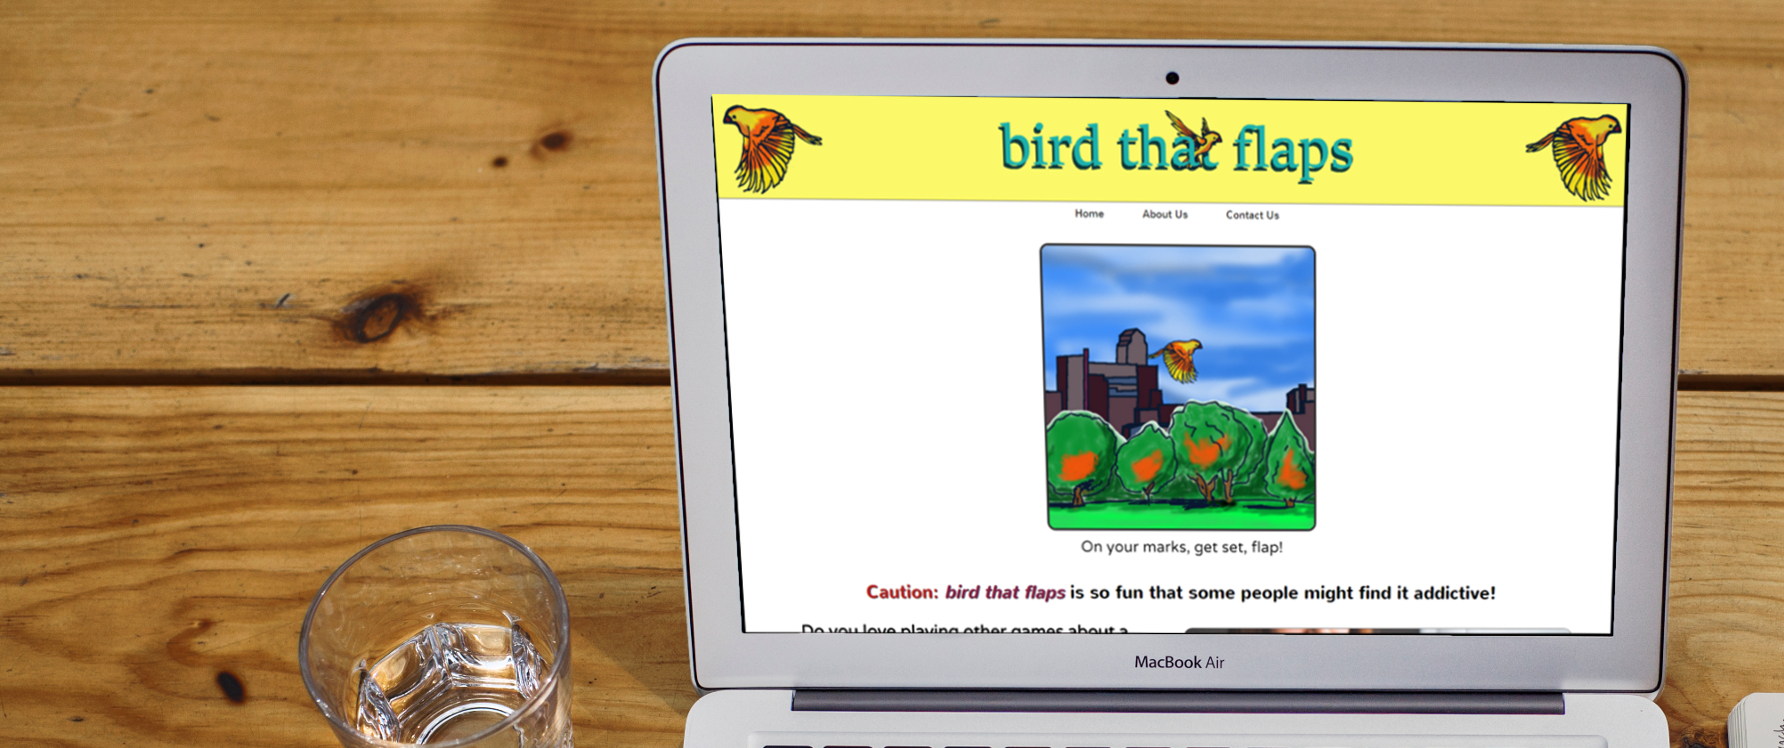 bird that flaps
Home About Us Contact Us
On your marks, get set, flap!
Caution: bird that flaps is so fun that some people might find it addictive!
Do you love playing other games about a
MacBook Air